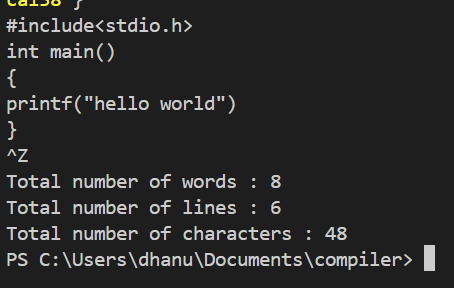 #include<stdio.h>
int main()
{
printf("hello world")
}
^Z
Total number of words : 8
Total number of lines : 6
Total number of characters : 48
PS C:\Users\dhanu\Documents\compiler>